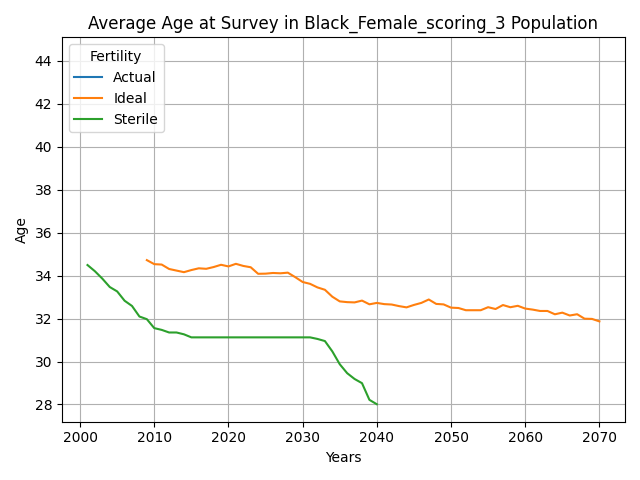 Average Age at Survey in Black_Female_scoring_3 Population
Fertility
Actual
Ideal
Sterile
Age
44
42
40
38
36
34
32
30
28
2000 2010 2020 2030 2040 2050 2060 2070
Years